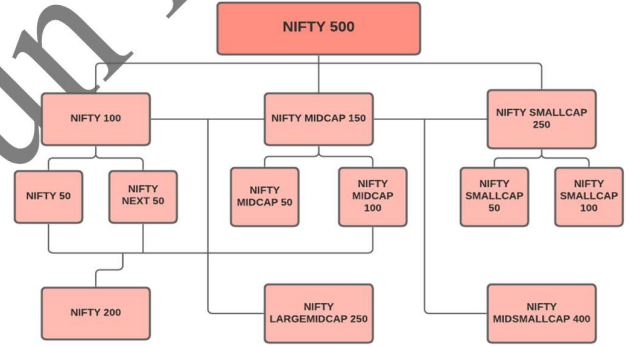 NIFTY 500
NIFTY 100
NIFTY MIDCAP 150
NIFTY SMALLCAP
250
NIFTY 50
NIFTY
NEXT 50
NIFTY
MIDCAP 50
NIFTY
MIDCAP
100
NIFTY
SMALLCAP
50
NIFTY
SMALLCAP
100
NIFTY 200
NIFTY
LARGEMIDCAP 250
NIFTY
MIDSMALLCAP 400